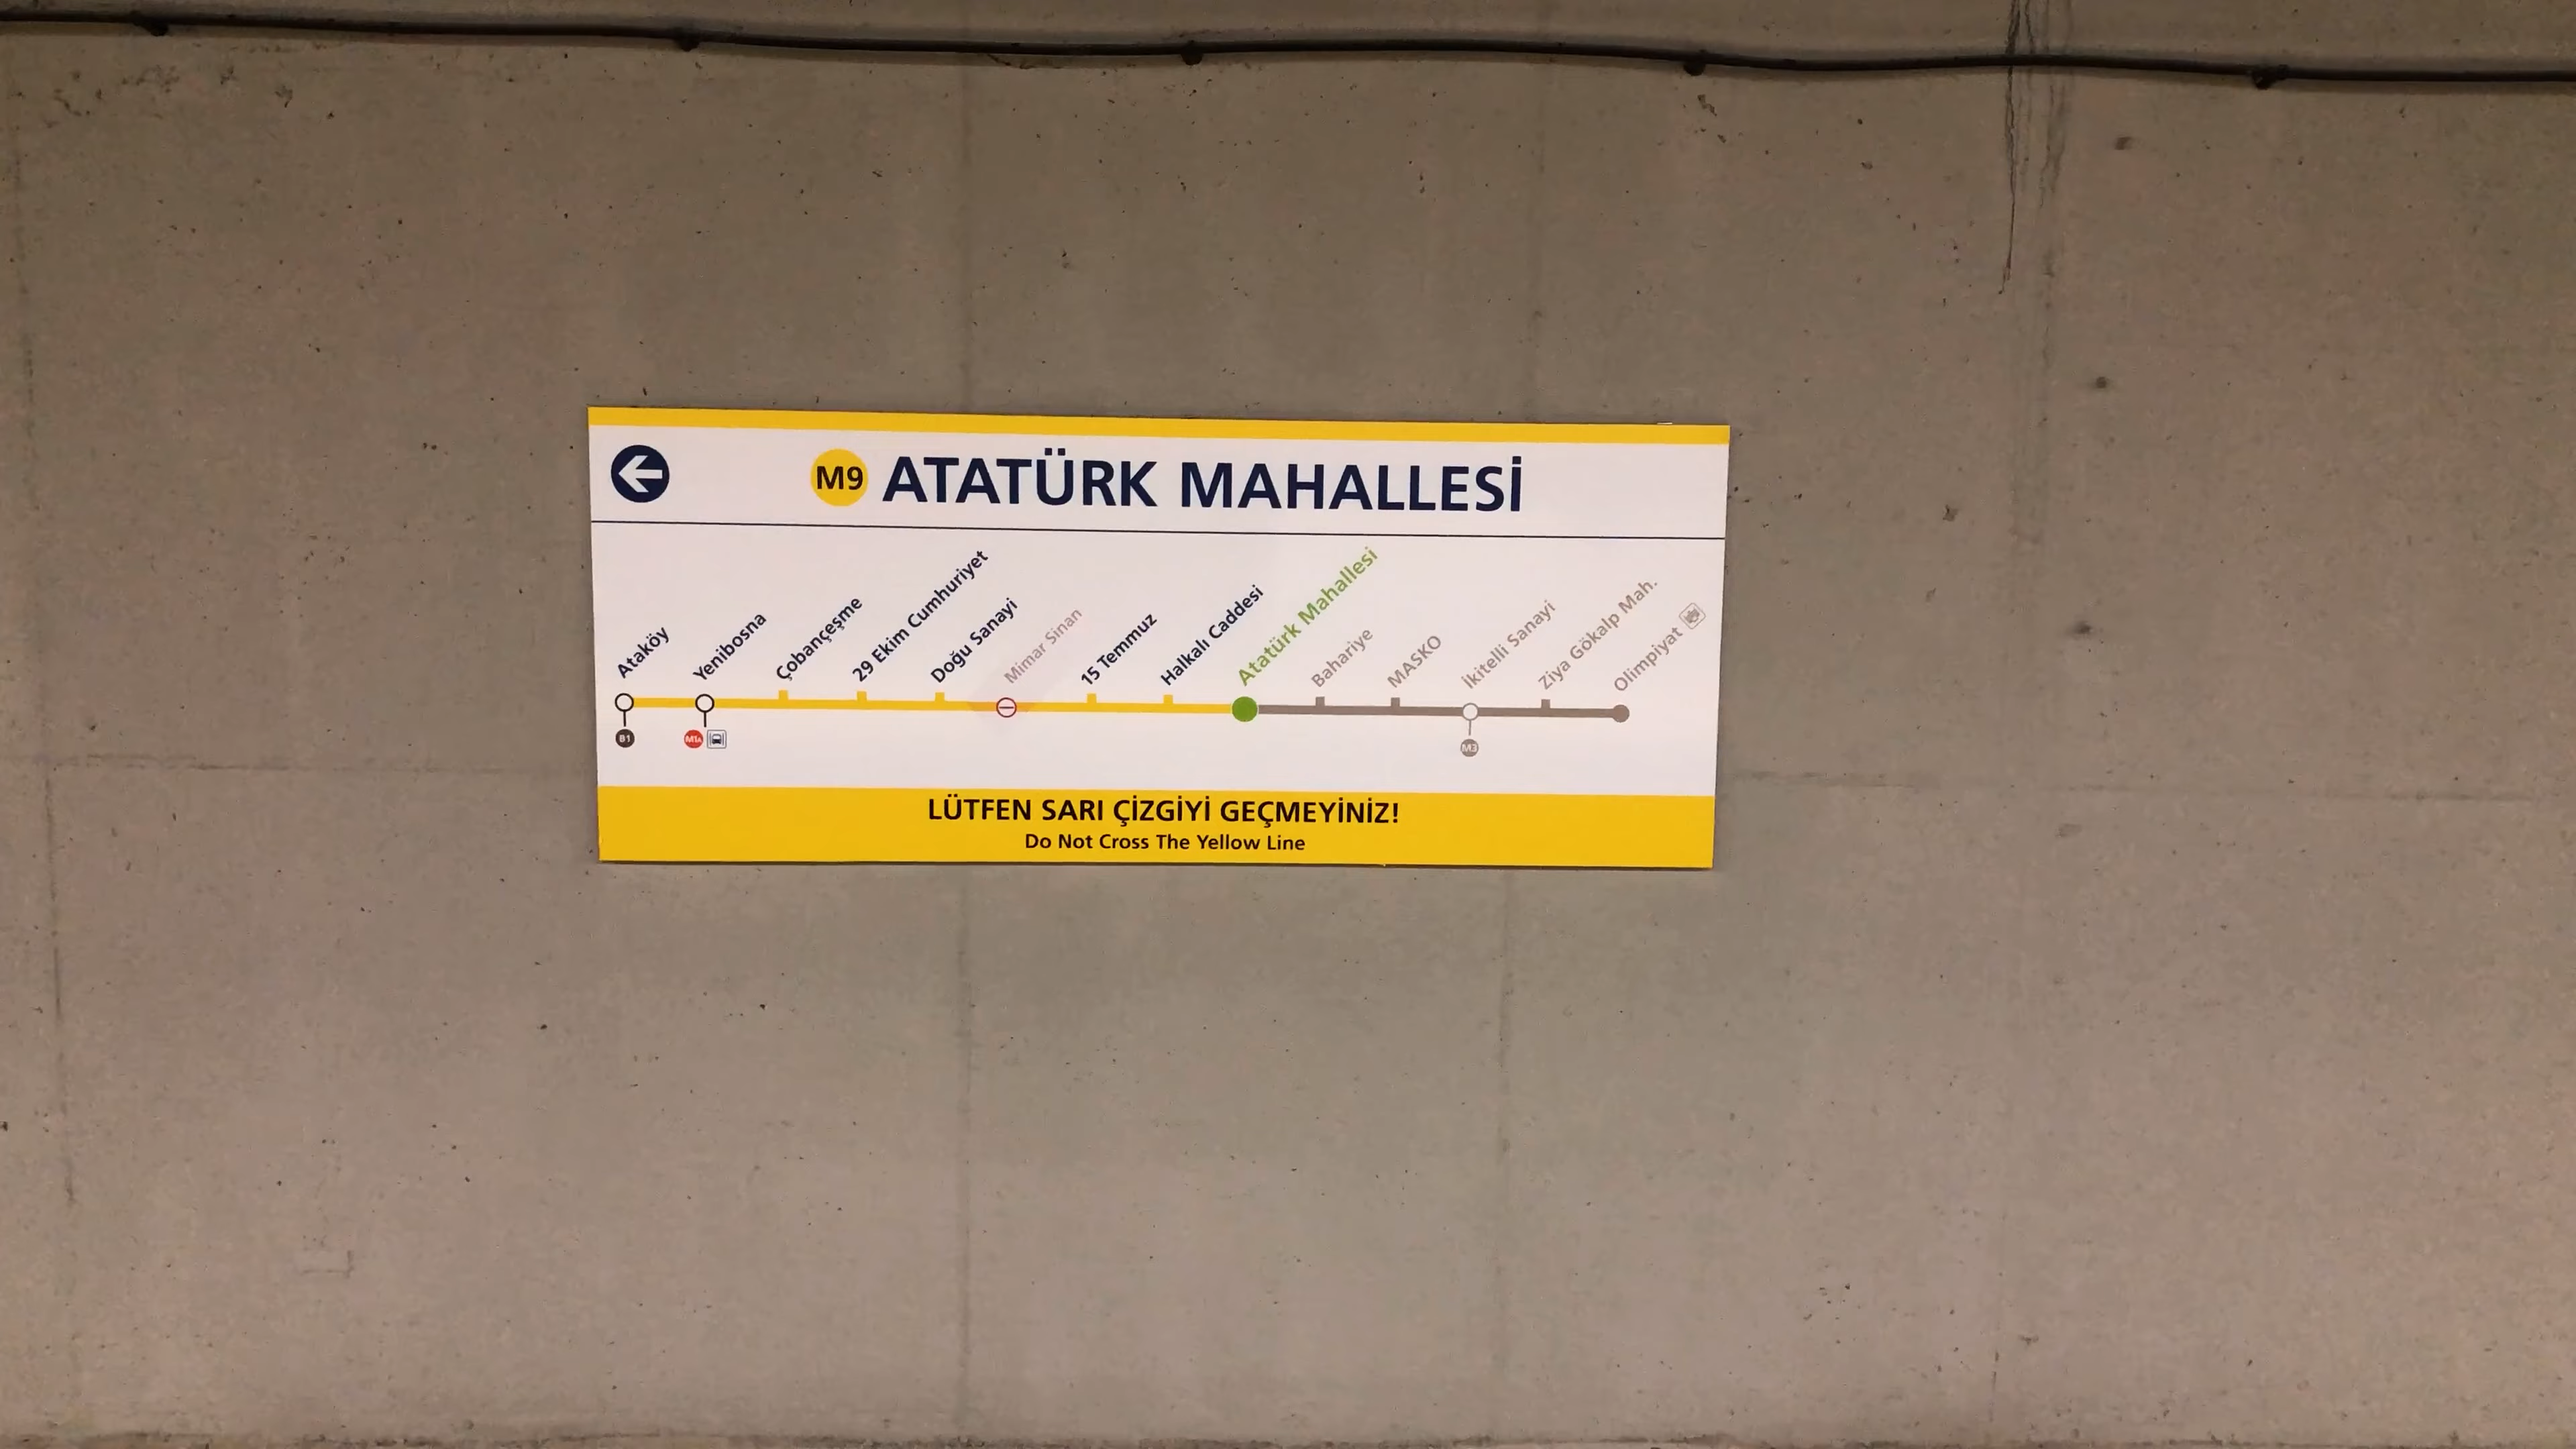 M9 ATATÜRK MAHALLESİ
Ataköy
Yenibosna
Çobançeşme
29 Ekim Cumhuriyet
Doğu Sanayi
Mimar Sinan
15 Temmuz
Halkalı Caddesi
Atatürk Mahallesi
Bahariye
MASKO
İkitelli Sanayi
Ziya Gökalp Mah.
Olimpiyat
B1
M1A
M3
LÜTFEN SARI ÇİZGİYİ GEÇMEYİNİZ!
Do Not Cross The Yellow Line